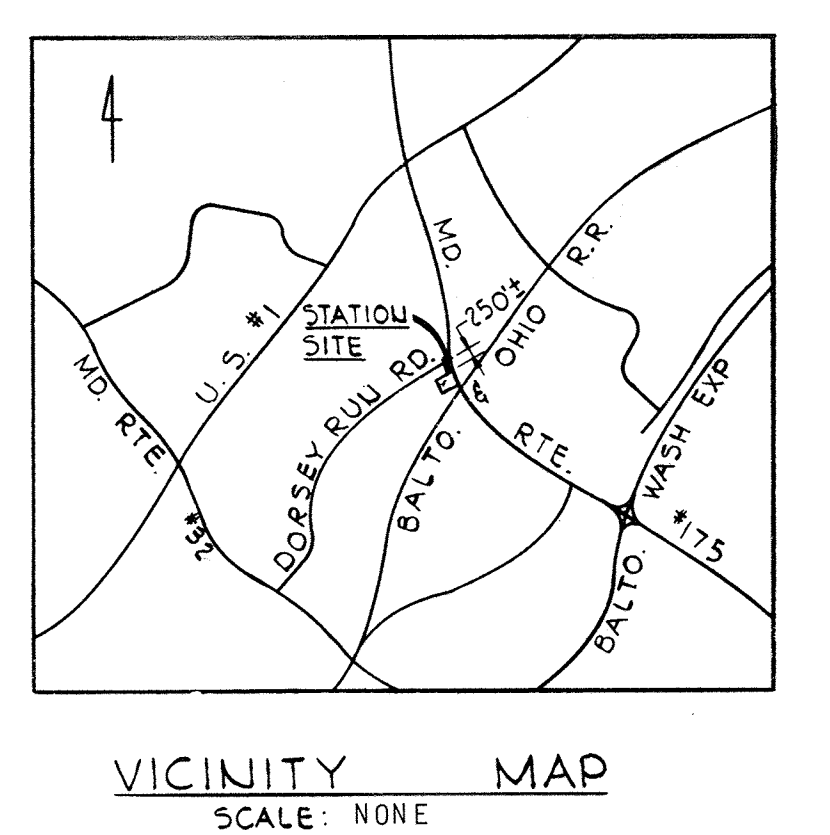 MD.
R.R.
250'±
U.S. #1
STATION
SITE
OHIO
DORSEY RUN RD.
&
MD. RTE.
#32
BALTO.
RTE.
WASH EXP
#175
BALTO.
VICINITY MAP
SCALE: NONE